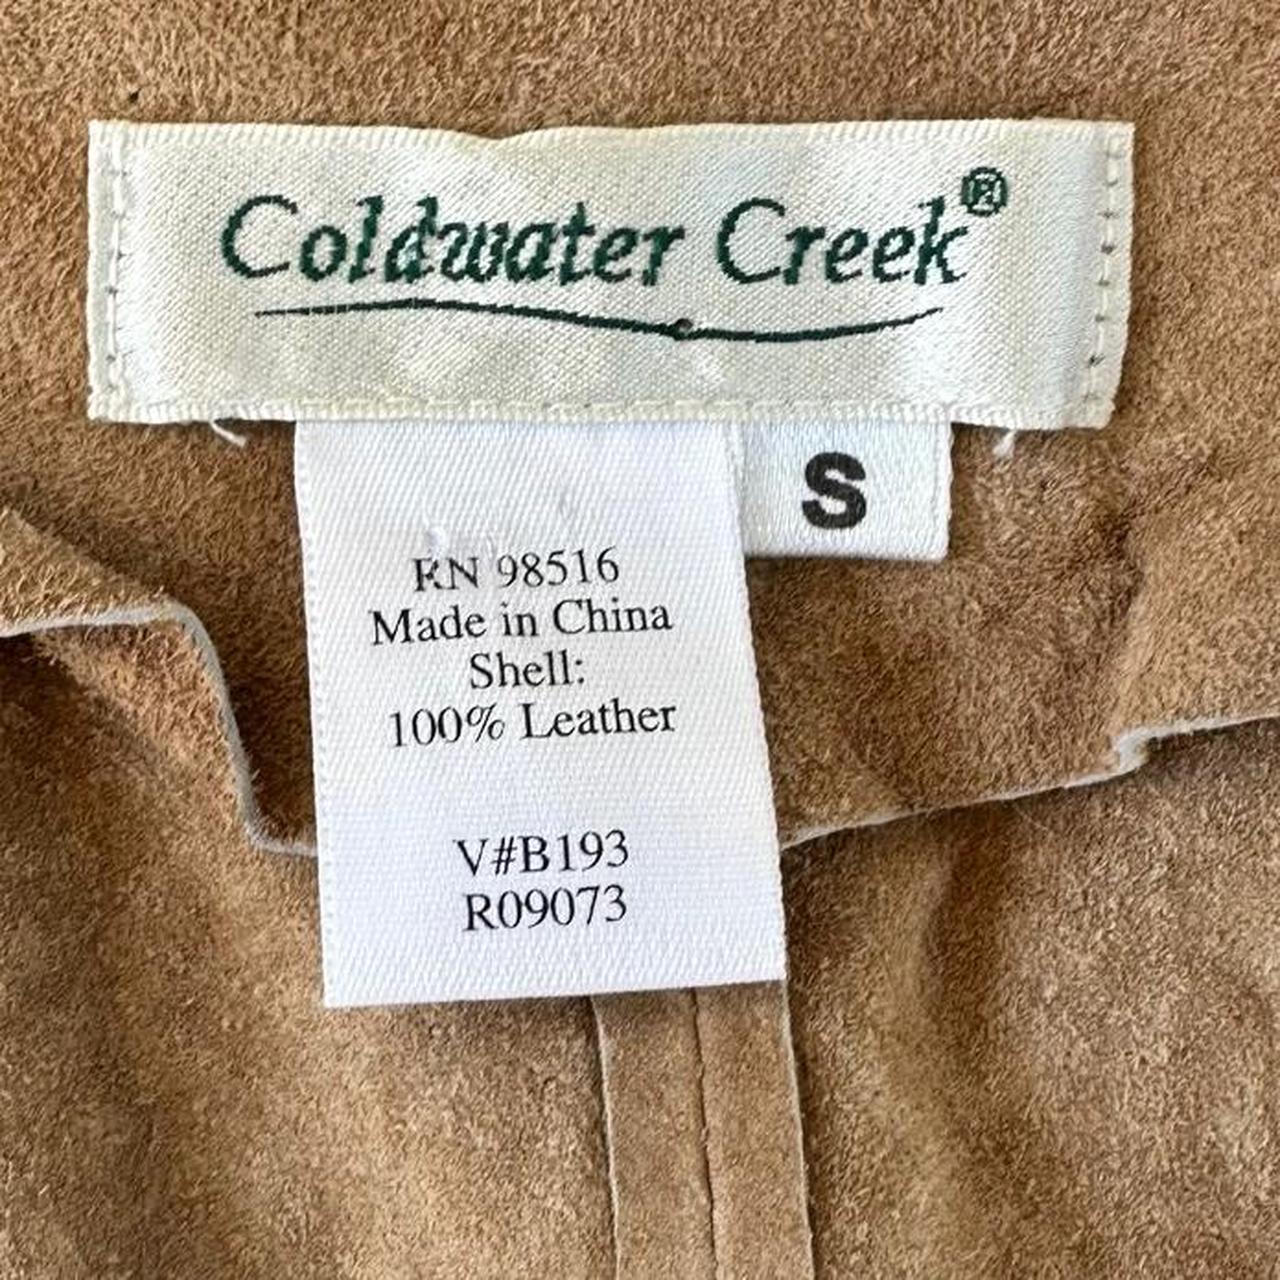 Coldwater Creek®
S
RN 98516
Made in China
Shell:
100% Leather
V#B193
R09073